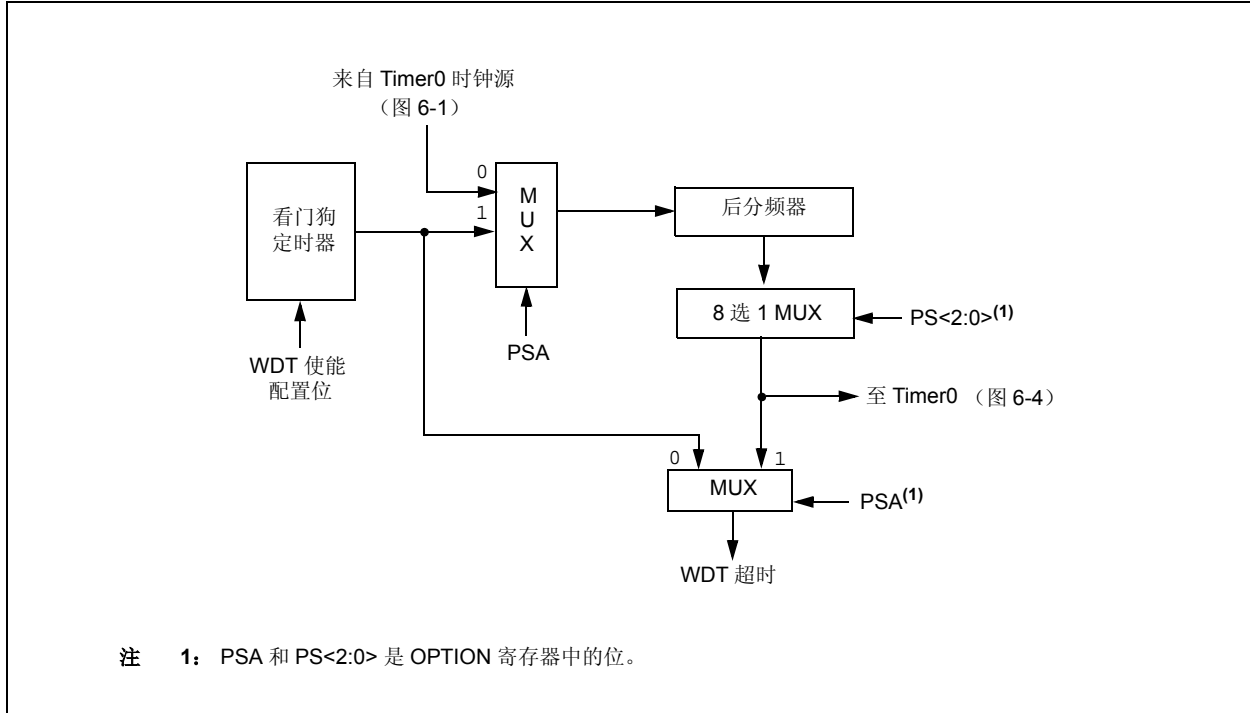 来自 Timer0 时钟源
（图 6-1）
看门狗
定时器
0
1
M
U
X
后分频器
8 选 1 MUX
PS<2:0>(1)
PSA
WDT 使能
配置位
至 Timer0 （图 6-4）
0
1
MUX
PSA(1)
WDT 超时
注 1： PSA 和 PS<2:0> 是 OPTION 寄存器中的位。